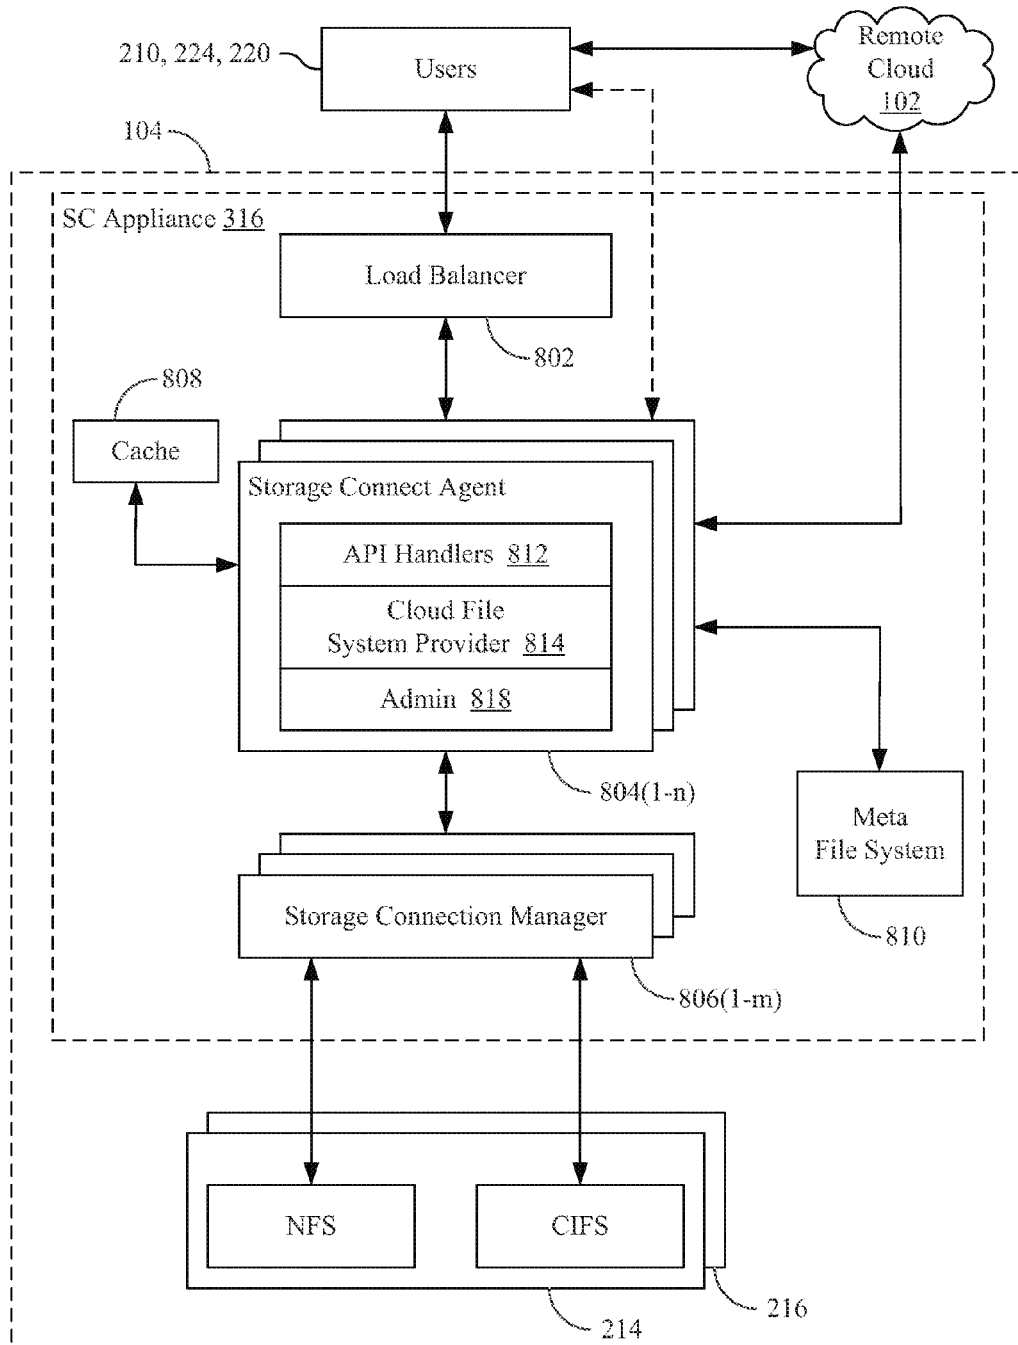 210, 224, 220
Users
Remote
Cloud
102
104
SC Appliance 316
Load Balancer
802
808
Cache
Storage Connect Agent
API Handlers 812
Cloud File
System Provider 814
Admin 818
804(1-n)
Meta
File System
810
Storage Connection Manager
806(1-m)
NFS
CIFS
216
214